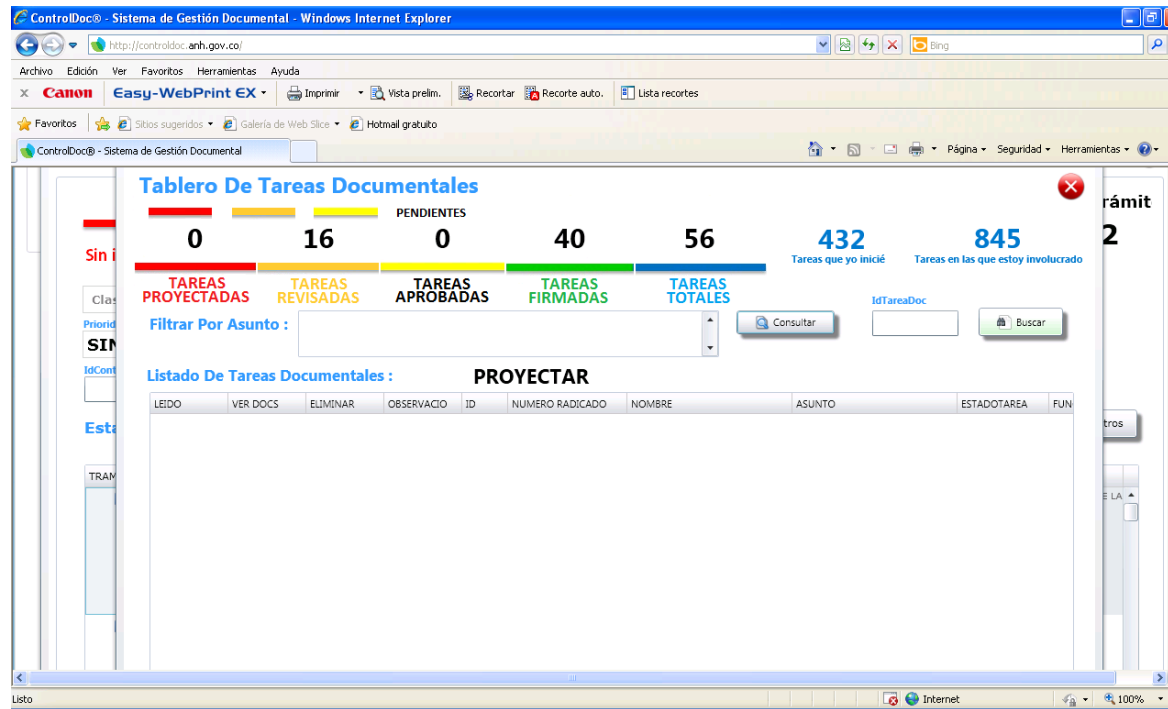 ControlDoc® - Sistema de Gestión Documental - Windows Internet Explorer
http://controldoc.anh.gov.co/
Bing
Archivo Edición Ver Favoritos Herramientas Ayuda
x Canon Easy-WebPrint EX Imprimir Vista prelim. Recortar Recorte auto. Lista recortes
Favoritos Sitios sugeridos Galería de Web Slice Hotmail gratuito
ControlDoc® - Sistema de Gestión Documental Página Seguridad Herramientas
Tablero De Tareas Documentales
rámit
PENDIENTES
0 16 0 40 56 432 845 2
Sin i
Tareas que yo inicié Tareas en las que estoy involucrado
TAREAS PROYECTADAS
TAREAS REVISADAS
TAREAS APROBADAS
TAREAS FIRMADAS
TAREAS TOTALES
Clas
IdTareaDoc
Priorid
Filtrar Por Asunto : Consultar Buscar
SIN
IdCont
Listado De Tareas Documentales : PROYECTAR
LEIDO VER DOCS ELIMINAR OBSERVACIO ID NUMERO RADICADO NOMBRE ASUNTO ESTADOTAREA FUN
Esta
tros
TRAM
E LA
Listo Internet 100%